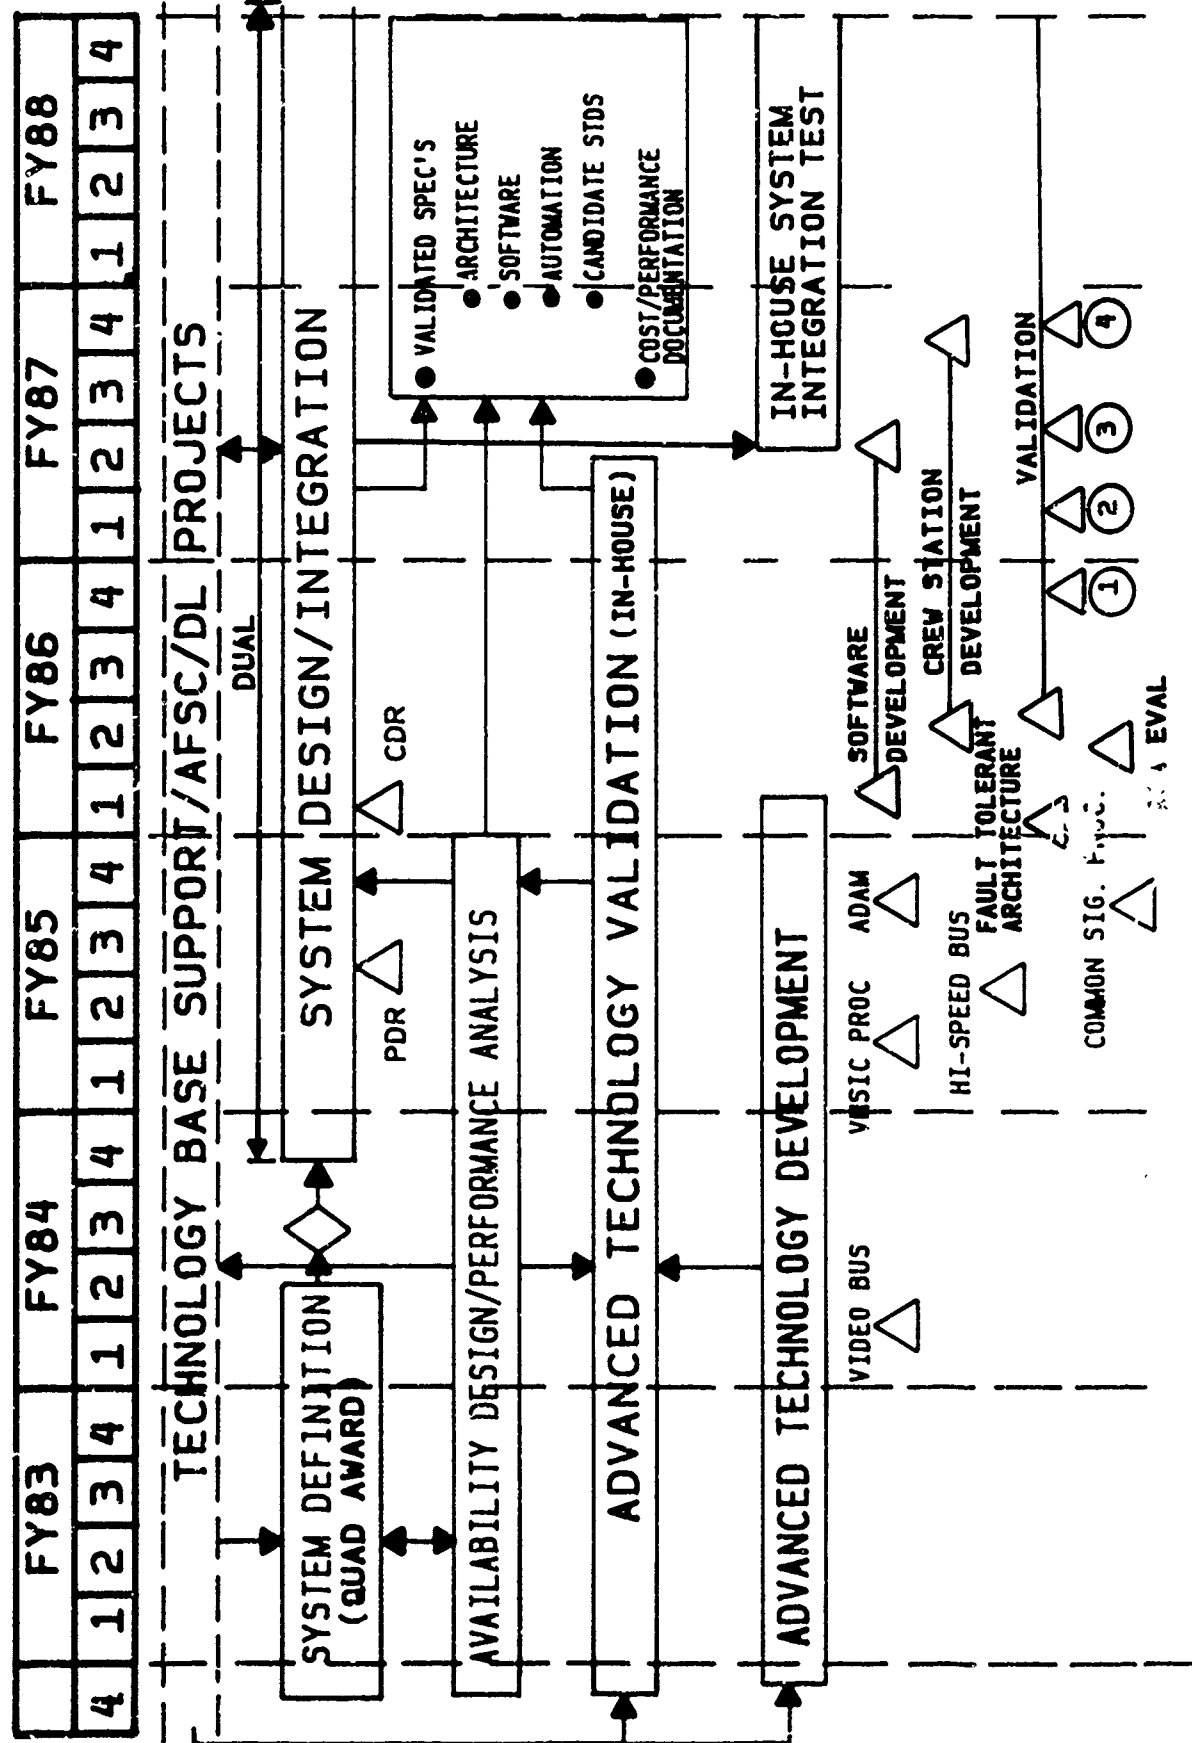 FY83 FY84 FY85 FY86 FY87 FY88
4 1 2 3 4 1 2 3 4 1 2 3 4 1 2 3 4 1 2 3 4 1 2 3 4
TECHNOLOGY BASE SUPPORT/AFSC/DL PROJECTS
DUAL
SYSTEM DEFINITION
(QUAD AWARD)
SYSTEM DESIGN/INTEGRATION
PDR
CDR
● VALIDATED SPEC'S
● ARCHITECTURE
● SOFTWARE
● AUTOMATION
● CANDIDATE STDS
● COST/PERFORMANCE
DOCUMENTATION
AVAILABILITY DESIGN/PERFORMANCE ANALYSIS
ADVANCED TECHNOLOGY VALIDATION (IN-HOUSE)
ADVANCED TECHNOLOGY DEVELOPMENT
IN-HOUSE SYSTEM
INTEGRATION TEST
VIDEO BUS
VHSIC PROC
ADAM
SOFTWARE
DEVELOPMENT
HI-SPEED BUS
FAULT TOLERANT
ARCHITECTURE
CREW STATION
DEVELOPMENT
VALIDATION
1 2 3 4
COMMON SIG.
EVAL